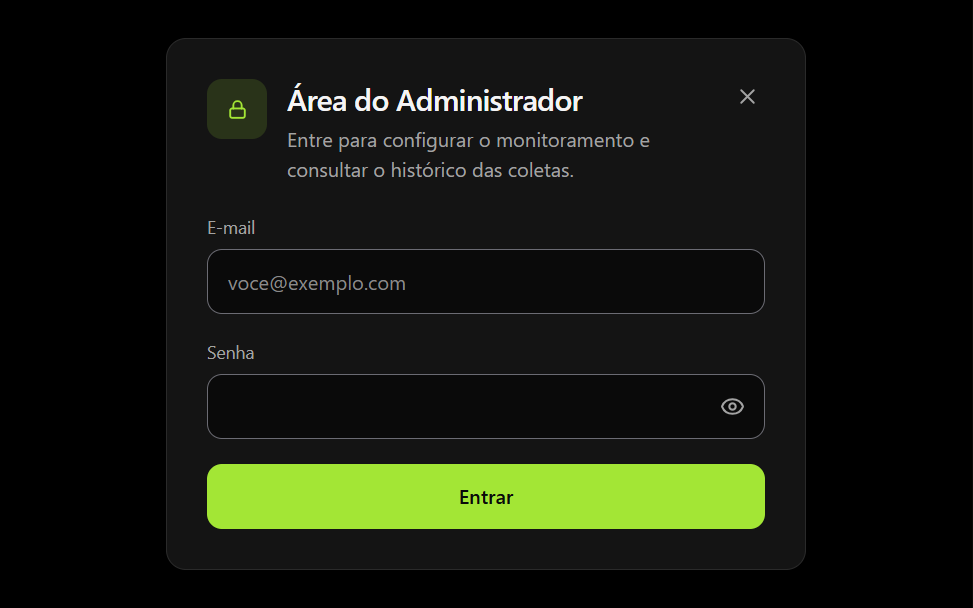 Área do Administrador
Entre para configurar o monitoramento e
consultar o histórico das coletas.
E-mail
voce@exemplo.com
Senha
Entrar